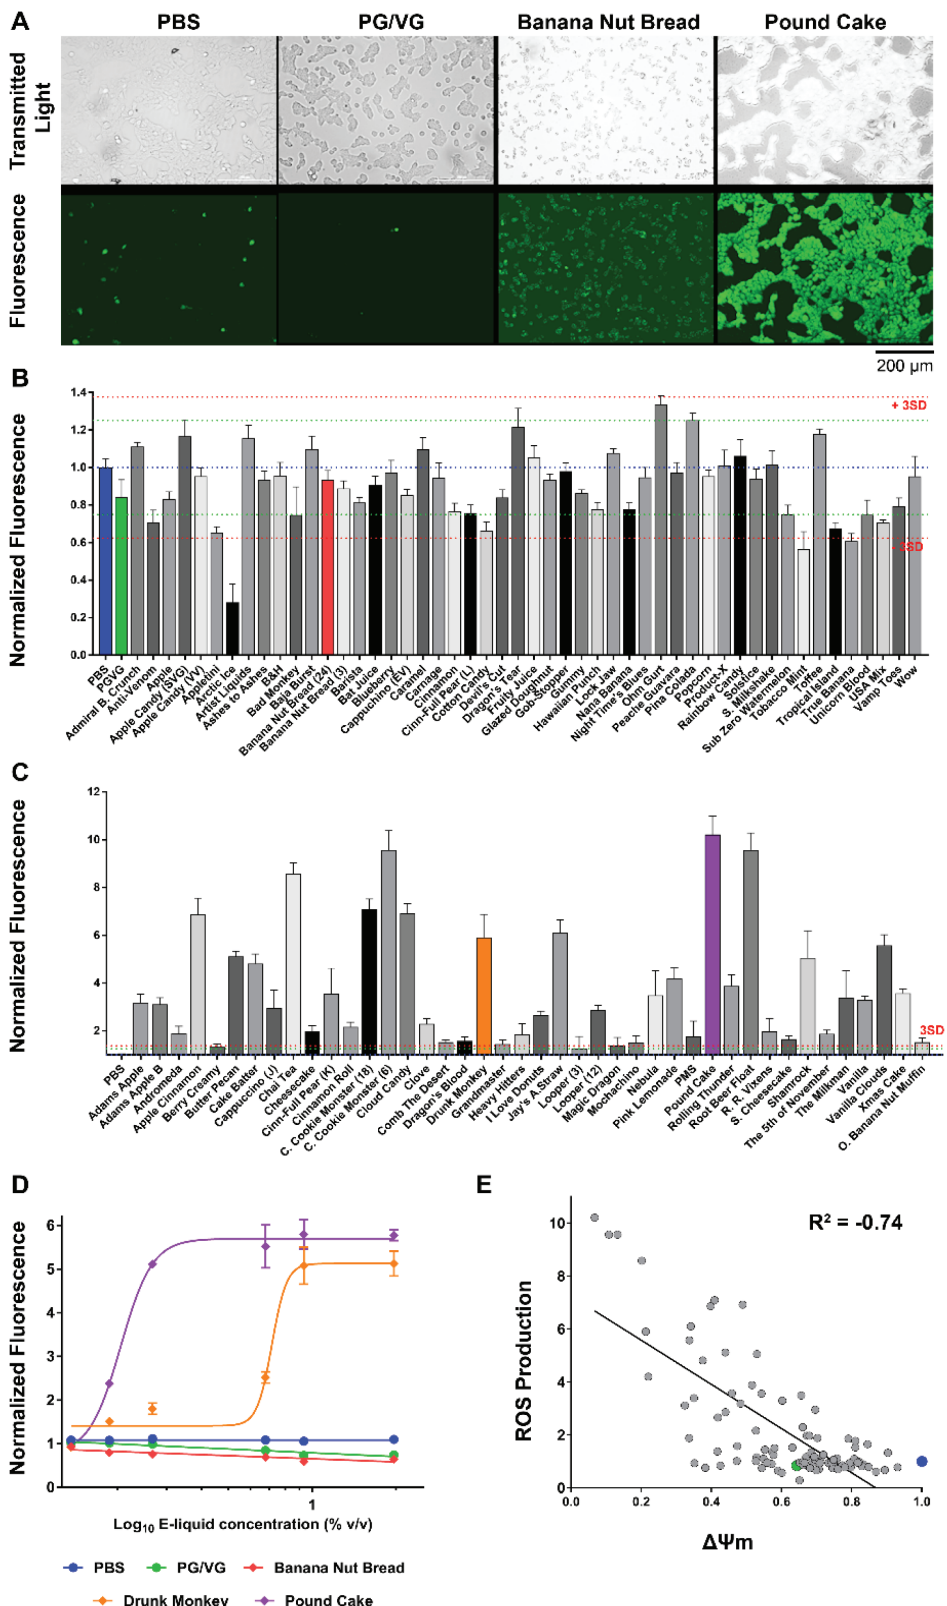 A
PBS
PG/VG
Banana Nut Bread
Pound Cake
Transmitted
Light
Fluorescence
200 µm
B
Normalized Fluorescence
1.4
1.2
1.0
0.8
0.6
0.4
0.2
0.0
+ 3SD
- 3SD
PBS
PGVG
Admiral B. Crunch
AntiVenom
Apple
Apple Candy (SVG)
Apple Candy (VV)
Appletini
Arctic Ice
Artist Liquids
Ashes to Ashes
B&H
Bad Monkey
Baja Burst
Banana Nut Bread (24)
Banana Nut Bread (3)
Barista
Bat Juice
Blueberry
Cappuccino (EV)
Caramel
Carnage
Cinnamon
Cinn-Full Pear (L)
Cotton Candy
Devil's Cut
Dragon's Tear
Fruity Juice
Glazed Doughnut
Gob-Stopper
Gummy
Hawaiian Punch
Lock Jaw
Nana Banana
Night Time's Blues
Ohn Gurt
Peache Guavara
Pina Colada
Popcorn
Product-X
Rainbow Candy
Solstice
S. Milkshake
Sub Zero Watermelon
Tobacco Mint
Toffee
Tropical Island
True Banana
Unicorn Blood
USA Mix
Vamp Toes
Wow
C
Normalized Fluorescence
12
10
8
6
4
2
3SD
PBS
Adams Apple
Adams Apple B
Andromeda
Apple Cinnamon
Berry Creamy
Butter Pecan
Cake Batter
Cappuccino (J)
Chai Tea
Cheesecake
Cinn-Full Pear (K)
Cinnamon Roll
C. Cookie Monster (18)
C. Cookie Monster (6)
Cloud Candy
Clove
Comb The Desert
Dragon's Blood
Drunk Monkey
Grandmaster
Heavy Hitters
I Love Donuts
Jay's A.Straw
Looper (3)
Looper (12)
Magic Dragon
Mochachino
Nebula
Pink Lemonade
PMS
Pound Cake
Rolling Thunder
Root Beer Float
R. R. Vixens
S. Cheesecake
Shamrock
The 5th of November
The Milkman
Vanilla
Vanilla Clouds
Xmas Cake
O. Banana Nut Muffin
D
Normalized Fluorescence
6
5
4
3
2
1
0
1
Log10 E-liquid concentration (% v/v)
PBS
PG/VG
Banana Nut Bread
Drunk Monkey
Pound Cake
E
R² = -0.74
ROS Production
10
8
6
4
2
0
0.0
0.2
0.4
0.6
0.8
1.0
ΔΨm